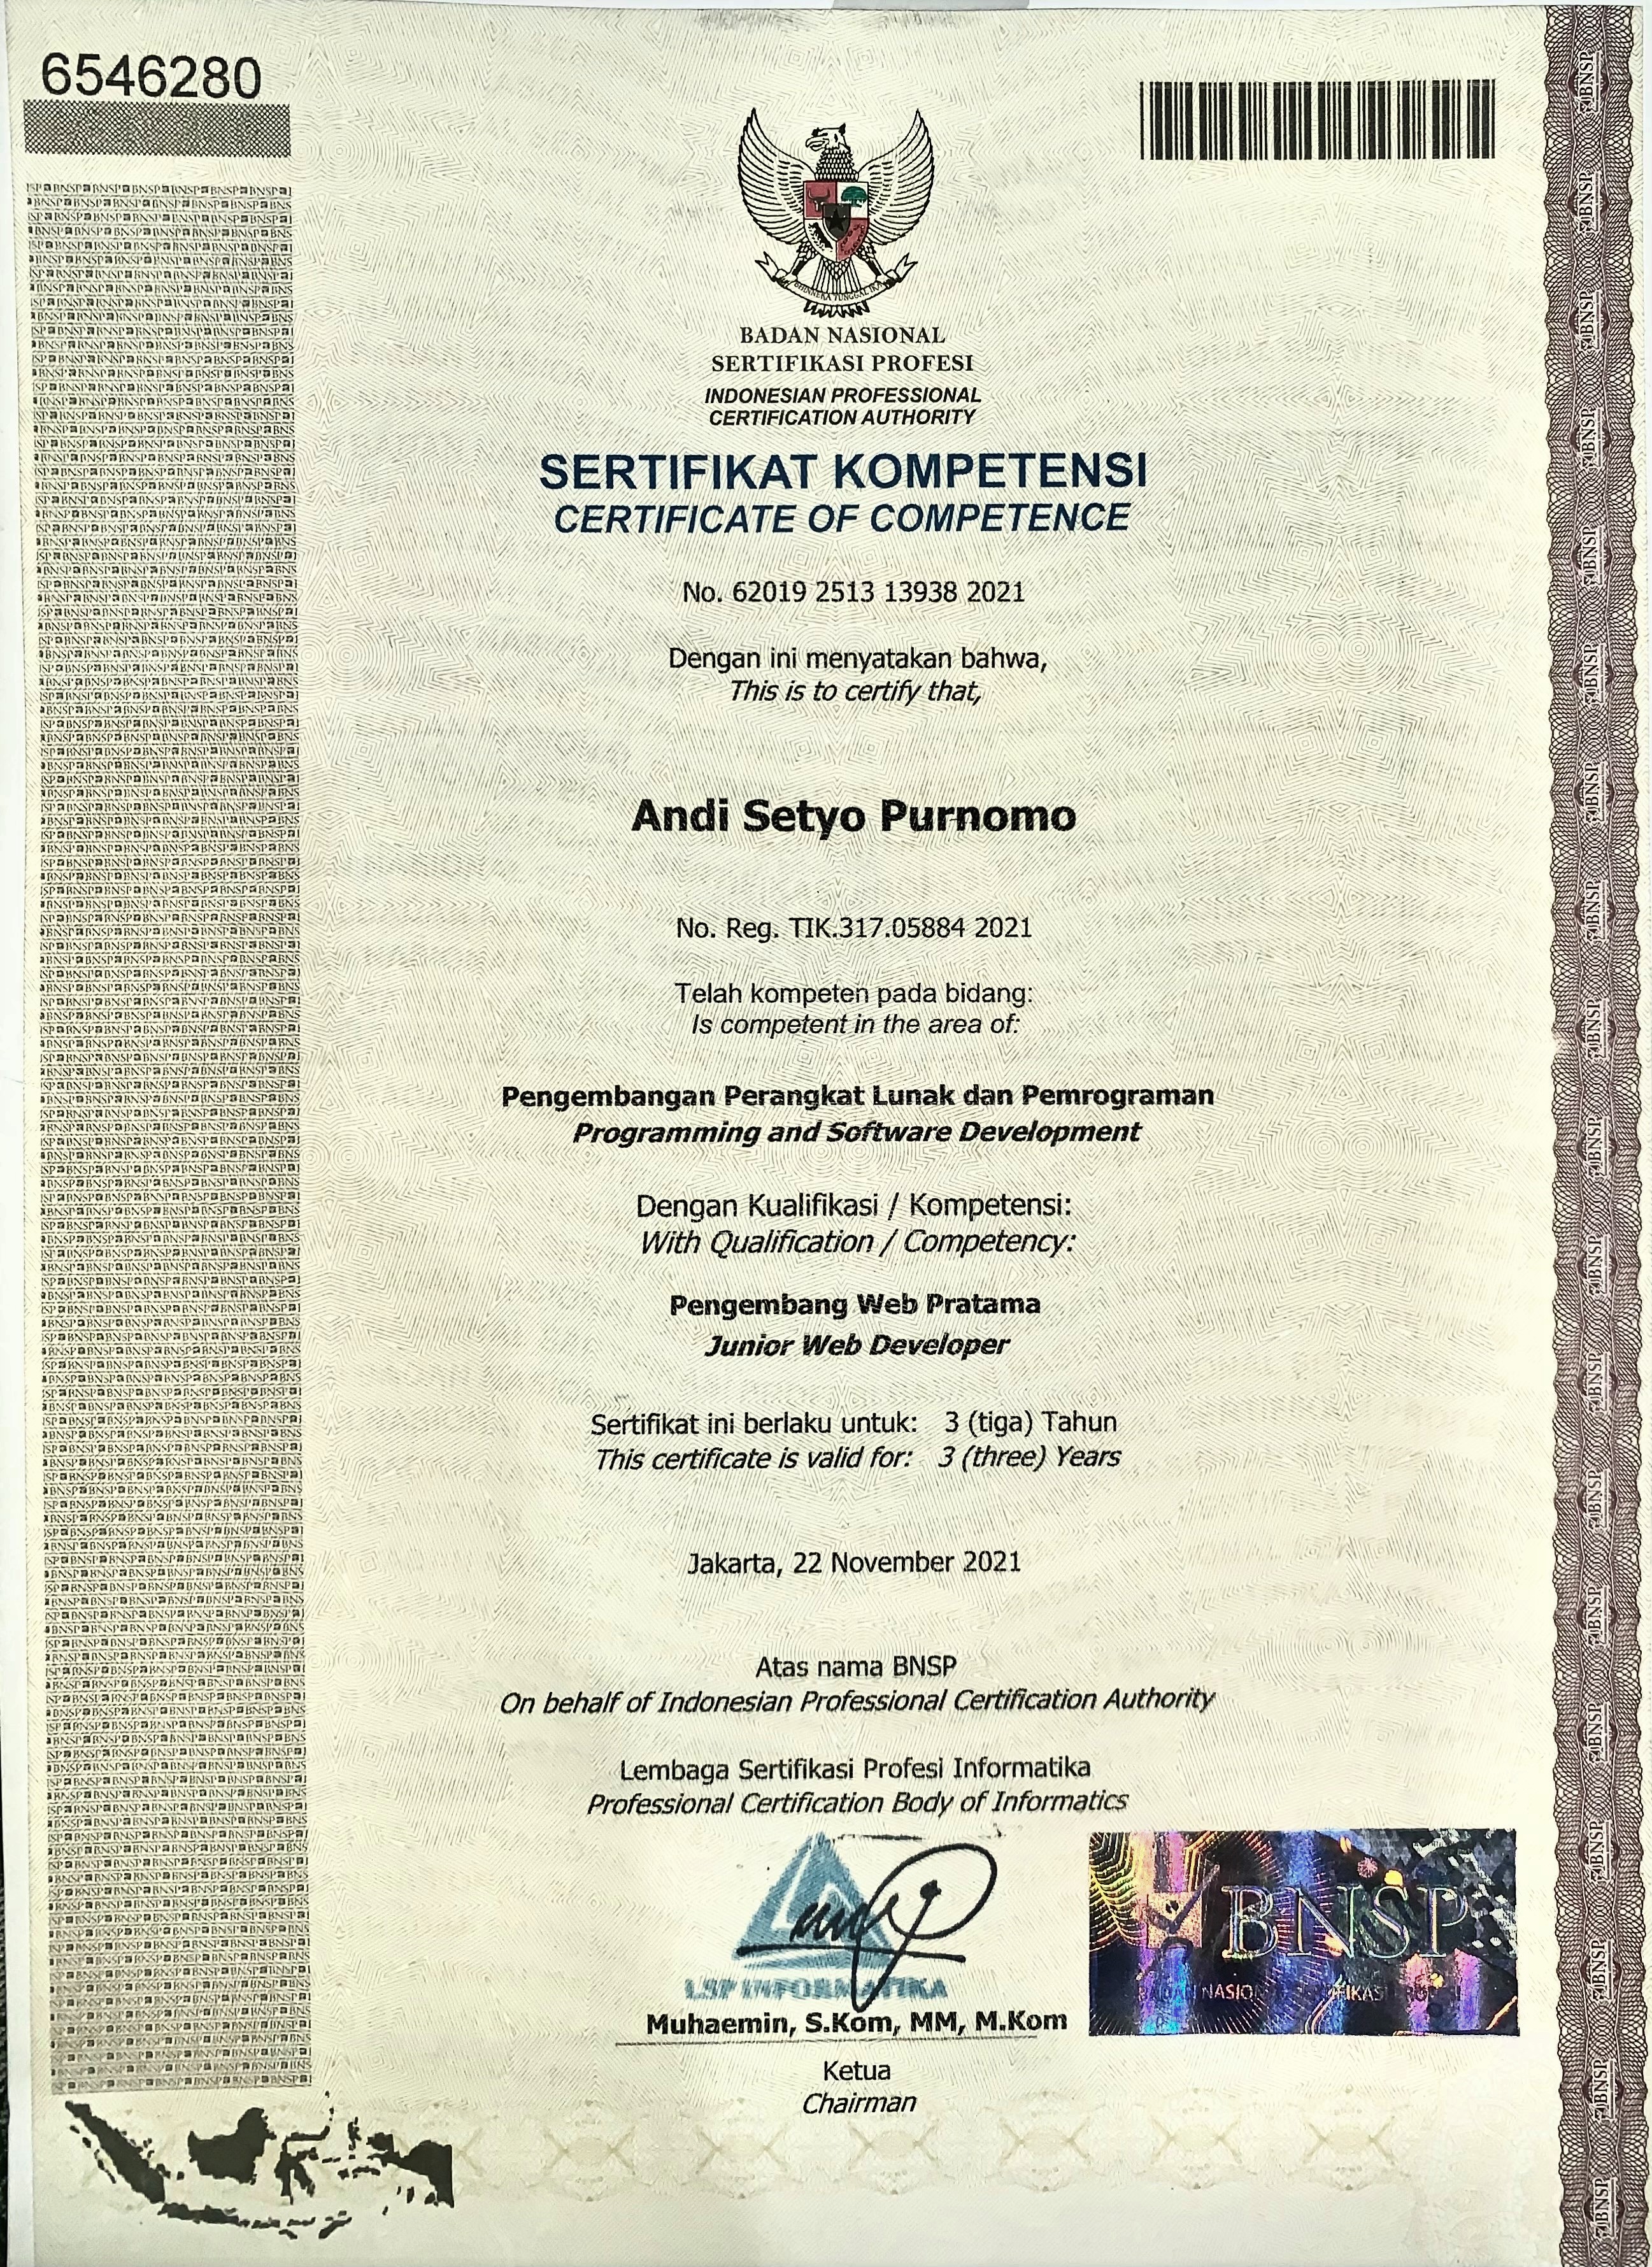 6546280
BHINNEKA TUNGGAL IKA
BADAN NASIONAL
SERTIFIKASI PROFESI
INDONESIAN PROFESSIONAL
CERTIFICATION AUTHORITY
SERTIFIKAT KOMPETENSI
CERTIFICATE OF COMPETENCE
No. 62019 2513 13938 2021
Dengan ini menyatakan bahwa,
This is to certify that,
Andi Setyo Purnomo
No. Reg. TIK.317.05884 2021
Telah kompeten pada bidang:
Is competent in the area of:
Pengembangan Perangkat Lunak dan Pemrograman
Programming and Software Development
Dengan Kualifikasi / Kompetensi:
With Qualification / Competency:
Pengembang Web Pratama
Junior Web Developer
Sertifikat ini berlaku untuk: 3 (tiga) Tahun
This certificate is valid for: 3 (three) Years
Jakarta, 22 November 2021
Atas nama BNSP
On behalf of Indonesian Professional Certification Authority
Lembaga Sertifikasi Profesi Informatika
Professional Certification Body of Informatics
LSP INFORMATIKA
BNSP
Muhaemin, S.Kom, MM, M.Kom
Ketua
Chairman